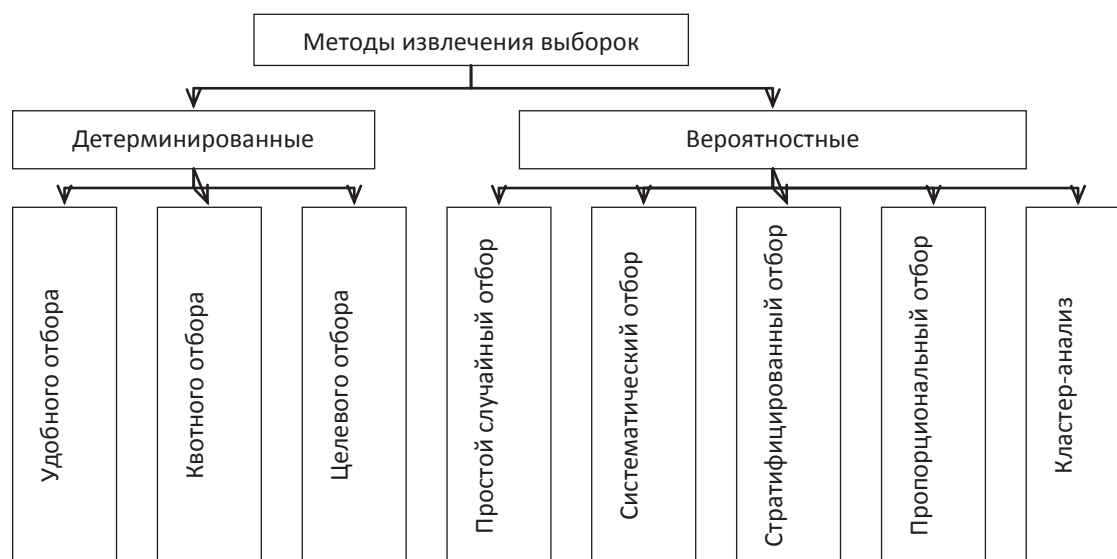 Методы извлечения выборок
Детерминированные
Вероятностные
Удобного отбора
Квотного отбора
Целевого отбора
Простой случайный отбор
Систематический отбор
Стратифицированный отбор
Пропорциональный отбор
Кластер-анализ